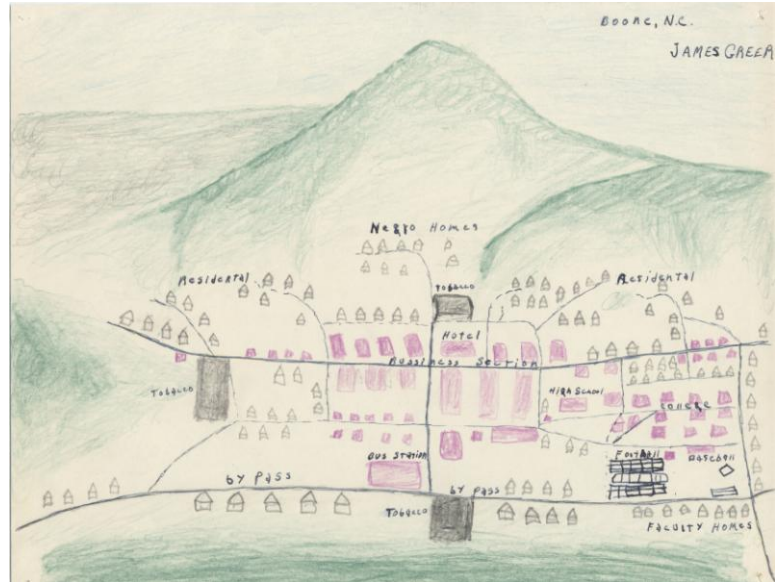 BOONE, N.C.
JAMES GREER
Negro Homes
Residental
Residental
Tobacco
Hotel
Bussiness Section
Tobacco
HIGH SCHOOL
College
BUS STATION
Football
Baseball
by PASS
by PASS
Tobacco
FACULTY HOMES